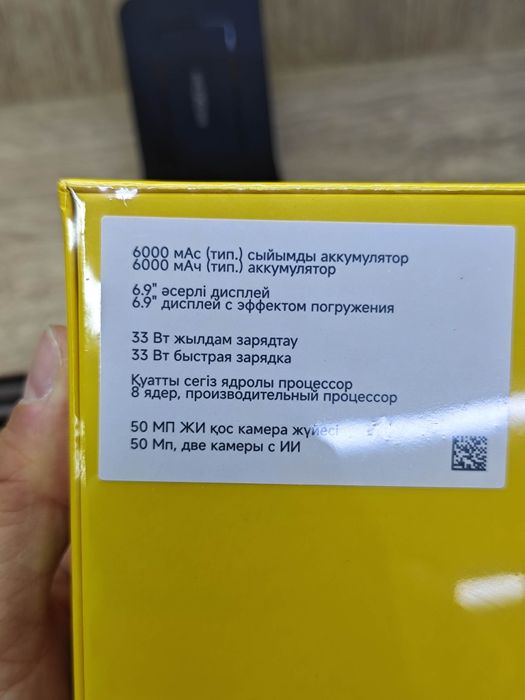 6000 мАс (тип.) сыйымды аккумулятор
6000 мАч (тип.) аккумулятор
6.9" әсерлі дисплей
6.9" дисплей с эффектом погружения
33 Вт жылдам зарядтау
33 Вт быстрая зарядка
Қуатты сегіз ядролы процессор
8 ядер, производительный процессор
50 МП ЖИ қос камера жүйесі
50 Мп, две камеры с ИИ